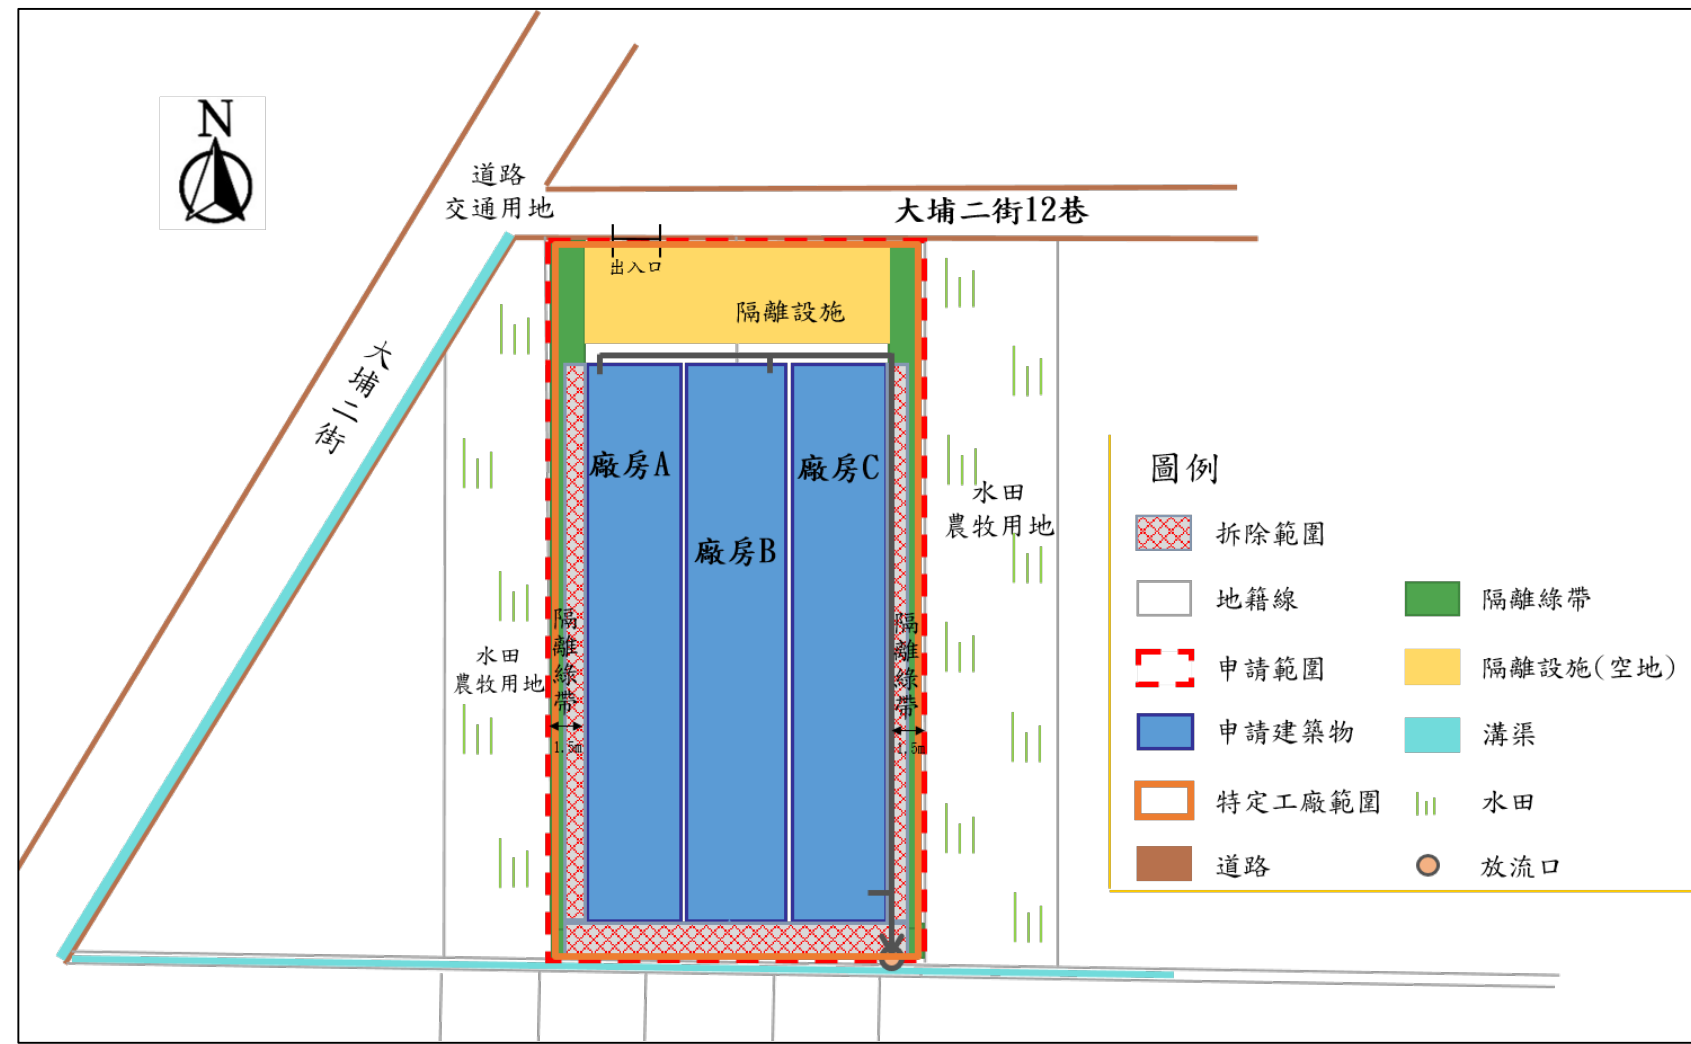 N
道路
交通用地
大埔二街12巷
出入口
隔離設施
大埔二街
廠房A
廠房B
廠房C
水田
農牧用地
水田
農牧用地
隔離綠帶
1.5m
隔離綠帶
1.5m
圖例
拆除範圍
地籍線
隔離綠帶
申請範圍
隔離設施(空地)
申請建築物
溝渠
特定工廠範圍
水田
道路
放流口